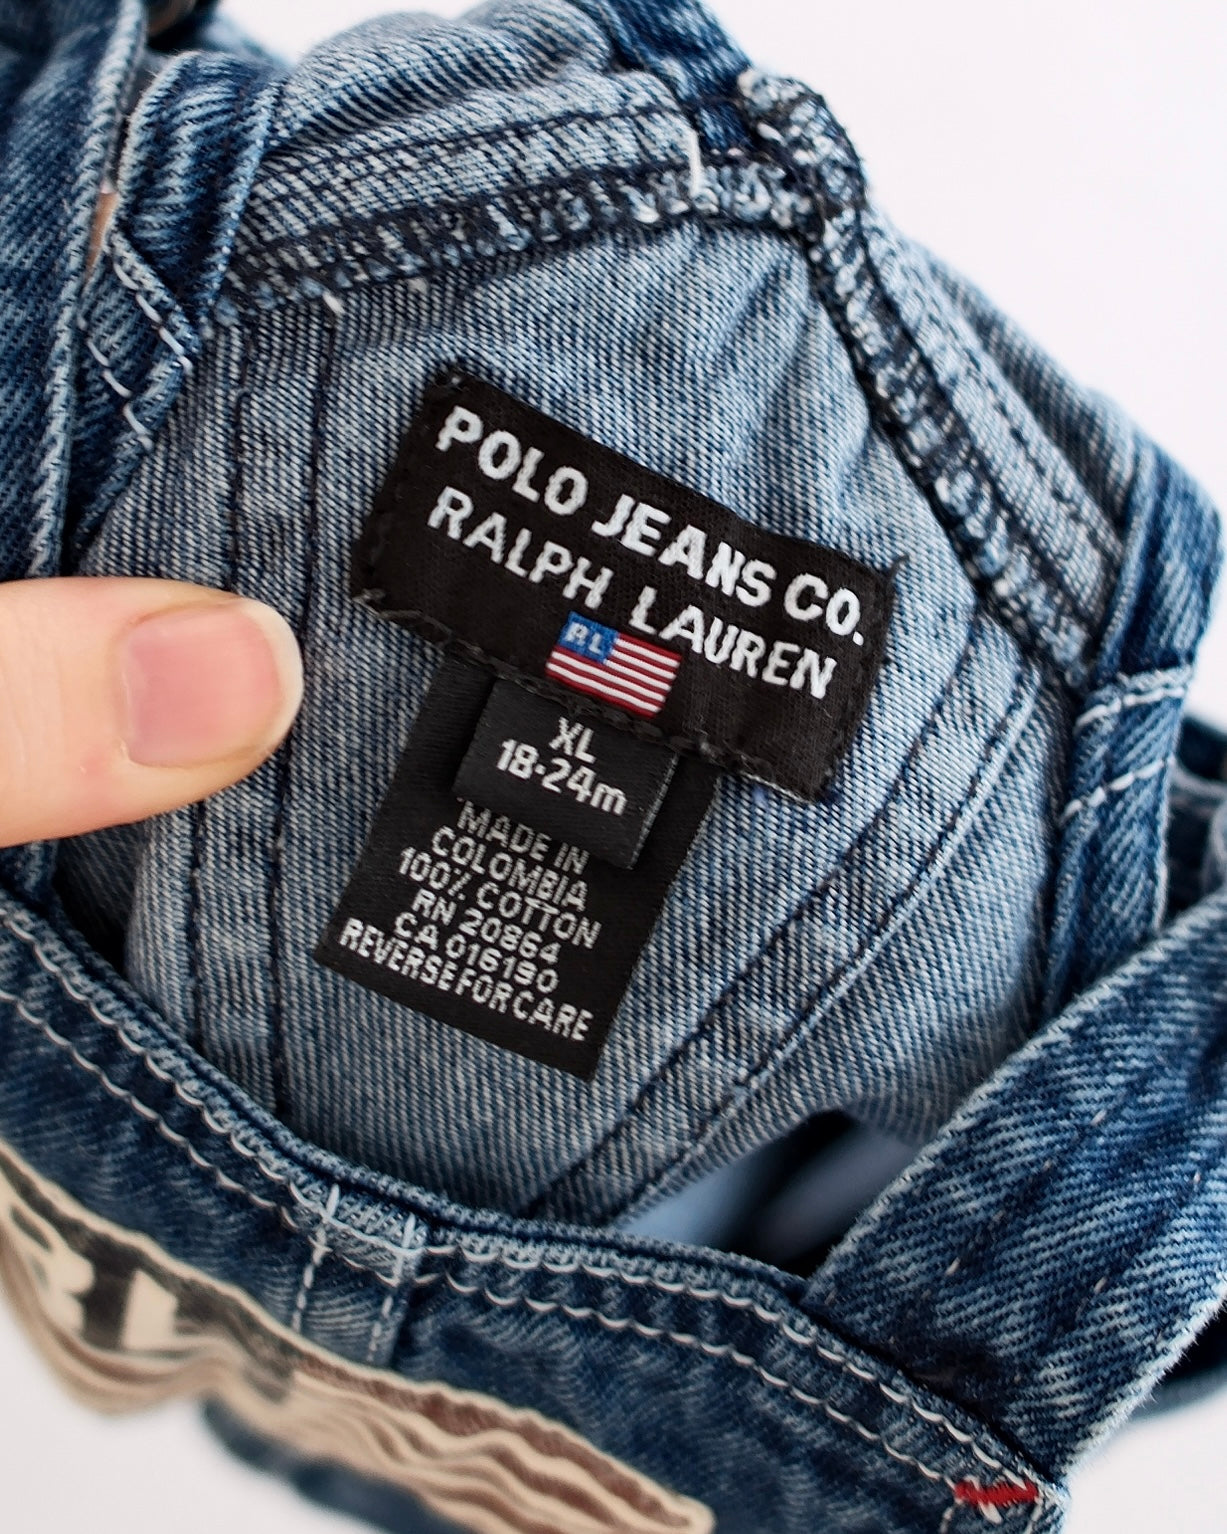 POLO JEANS CO.
RALPH LAUREN
RL
XL
18-24m
MADE IN
COLOMBIA
100% COTTON
RN 20864
CA 016190
REVERSE FOR CARE